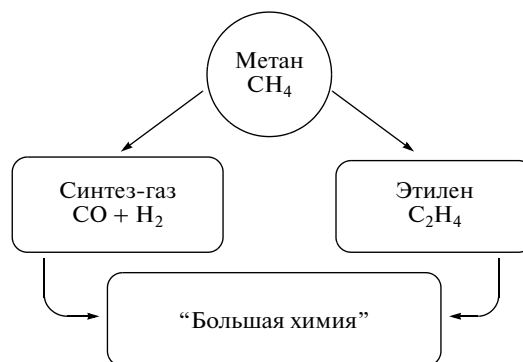 Метан
CH₄
Синтез-газ
CO + H₂
Этилен
C₂H₄
“Большая химия”